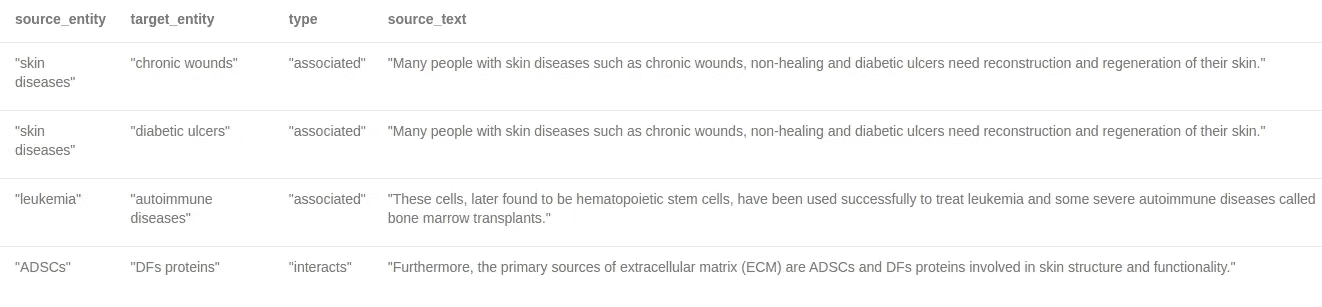 source_entity target_entity type source_text
"skin "chronic wounds" "associated" "Many people with skin diseases such as chronic wounds, non-healing and diabetic ulcers need reconstruction and regeneration of their skin."
diseases"
"skin "diabetic ulcers" "associated" "Many people with skin diseases such as chronic wounds, non-healing and diabetic ulcers need reconstruction and regeneration of their skin."
diseases"
"leukemia" "autoimmune "associated" "These cells, later found to be hematopoietic stem cells, have been used successfully to treat leukemia and some severe autoimmune diseases called
diseases" bone marrow transplants."
"ADSCs" "DFs proteins" "interacts" "Furthermore, the primary sources of extracellular matrix (ECM) are ADSCs and DFs proteins involved in skin structure and functionality."